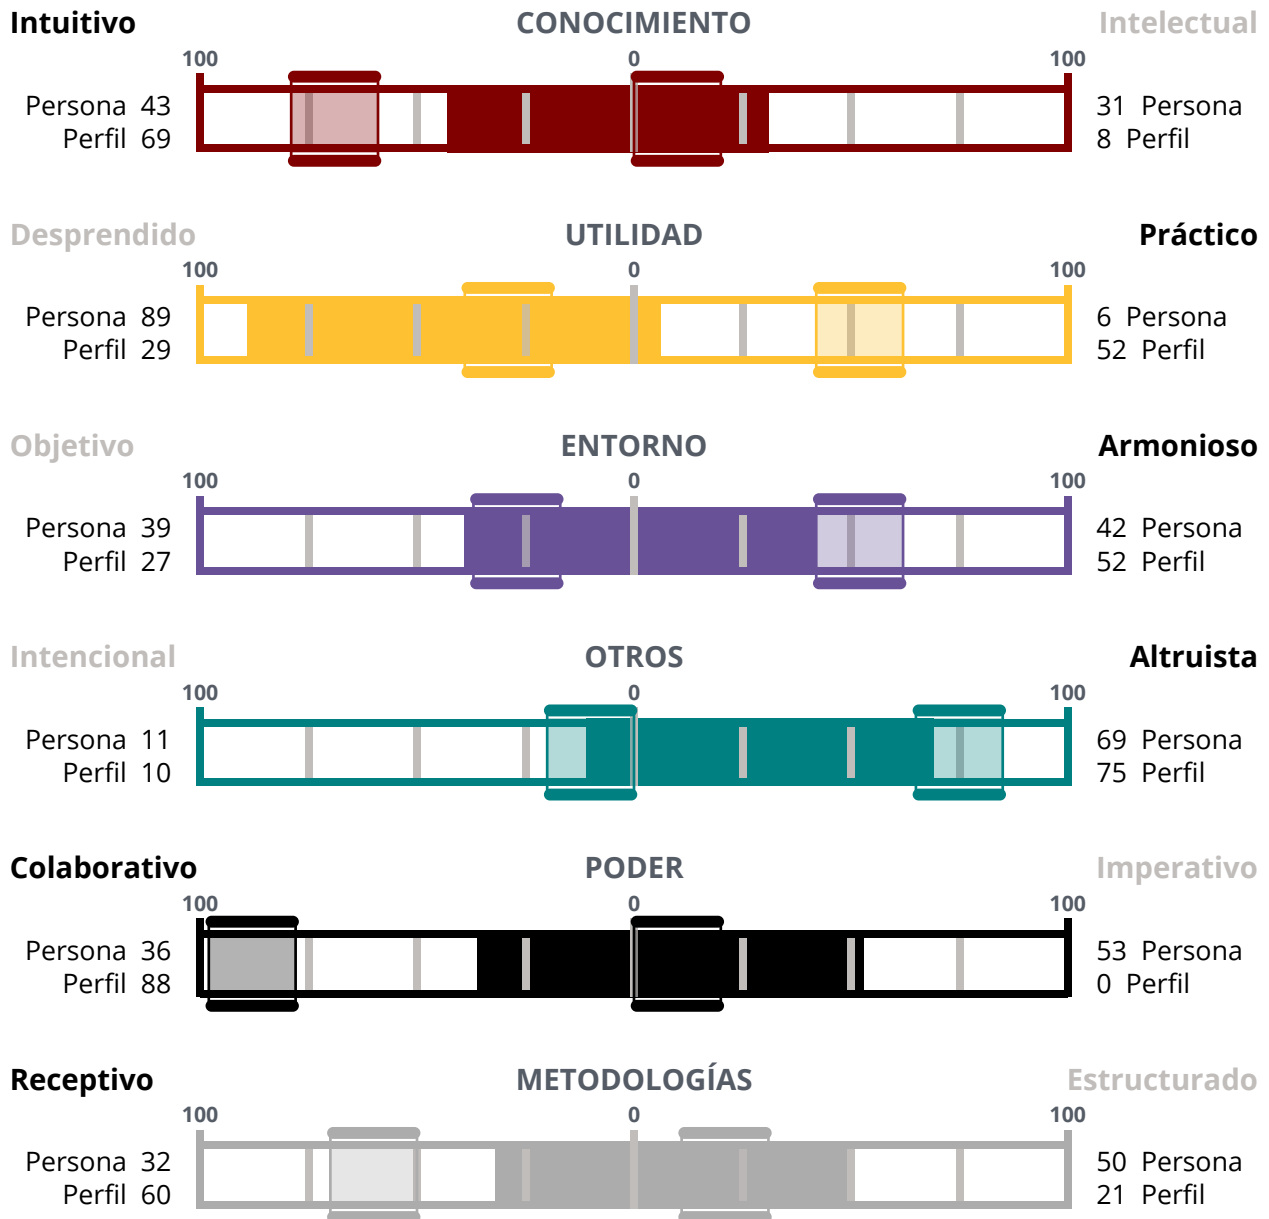 Intuitivo CONOCIMIENTO Intelectual
100 0 100
Persona 43 31 Persona
Perfil 69 8 Perfil
Desprendido UTILIDAD Práctico
100 0 100
Persona 89 6 Persona
Perfil 29 52 Perfil
Objetivo ENTORNO Armonioso
100 0 100
Persona 39 42 Persona
Perfil 27 52 Perfil
Intencional OTROS Altruista
100 0 100
Persona 11 69 Persona
Perfil 10 75 Perfil
Colaborativo PODER Imperativo
100 0 100
Persona 36 53 Persona
Perfil 88 0 Perfil
Receptivo METODOLOGÍAS Estructurado
100 0 100
Persona 32 50 Persona
Perfil 60 21 Perfil